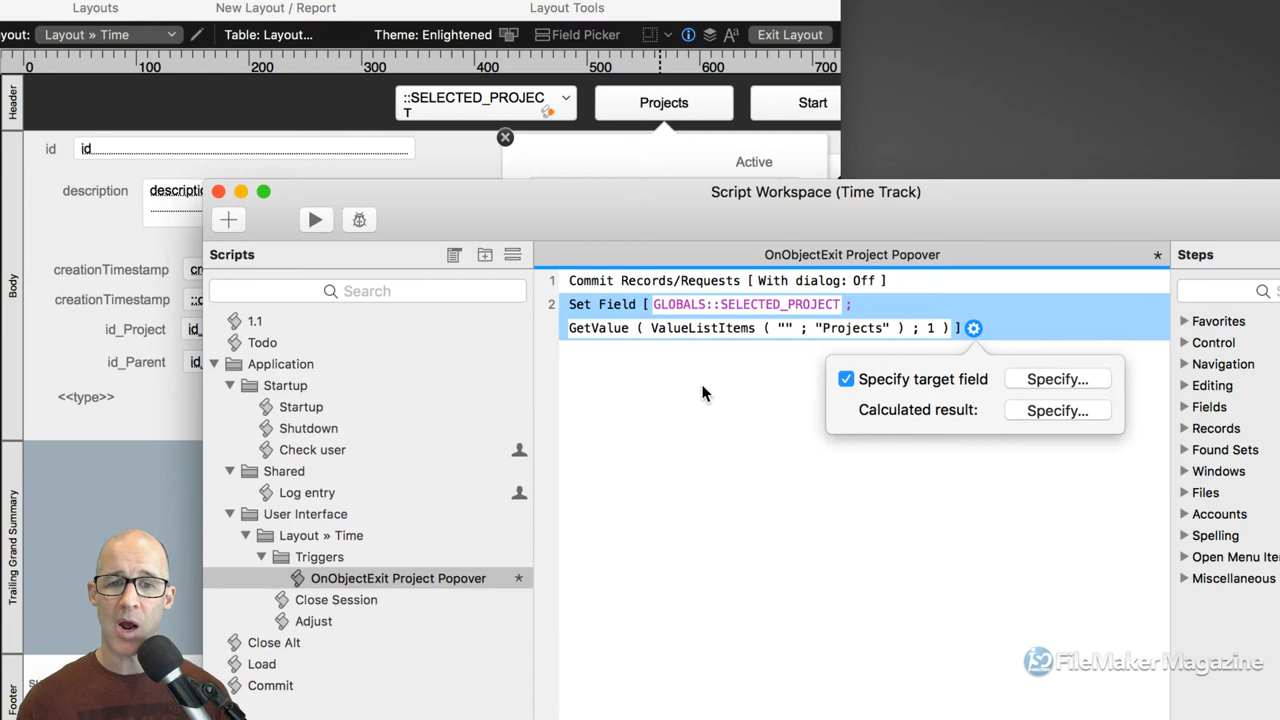 Layouts
New Layout / Report
Layout Tools
yout:
Layout » Time
Table: Layout...
Theme: Enlightened
Field Picker
Exit Layout
0
100
200
300
400
500
600
700
Header
::SELECTED_PROJEC
T
Projects
Start
id
id
Active
description
descriptio
creationTimestamp
creationTimestamp
id_Project
id_Parent
<<type>>
Body
Trailing Grand Summary
Footer
Script Workspace (Time Track)
Scripts
Search
1.1
Todo
Application
Startup
Startup
Shutdown
Check user
Shared
Log entry
User Interface
Layout » Time
Triggers
OnObjectExit Project Popover *
Close Session
Adjust
Close Alt
Load
Commit
OnObjectExit Project Popover *
1 Commit Records/Requests [ With dialog: Off ]
2 Set Field [ GLOBALS::SELECTED_PROJECT ;
GetValue ( ValueListItems ( "" ; "Projects" ) ; 1 ) ]
Specify target field
Specify...
Calculated result:
Specify...
Steps
Search
Favorites
Control
Navigation
Editing
Fields
Records
Found Sets
Windows
Files
Accounts
Spelling
Open Menu Iter
Miscellaneous
FileMakerMagazine